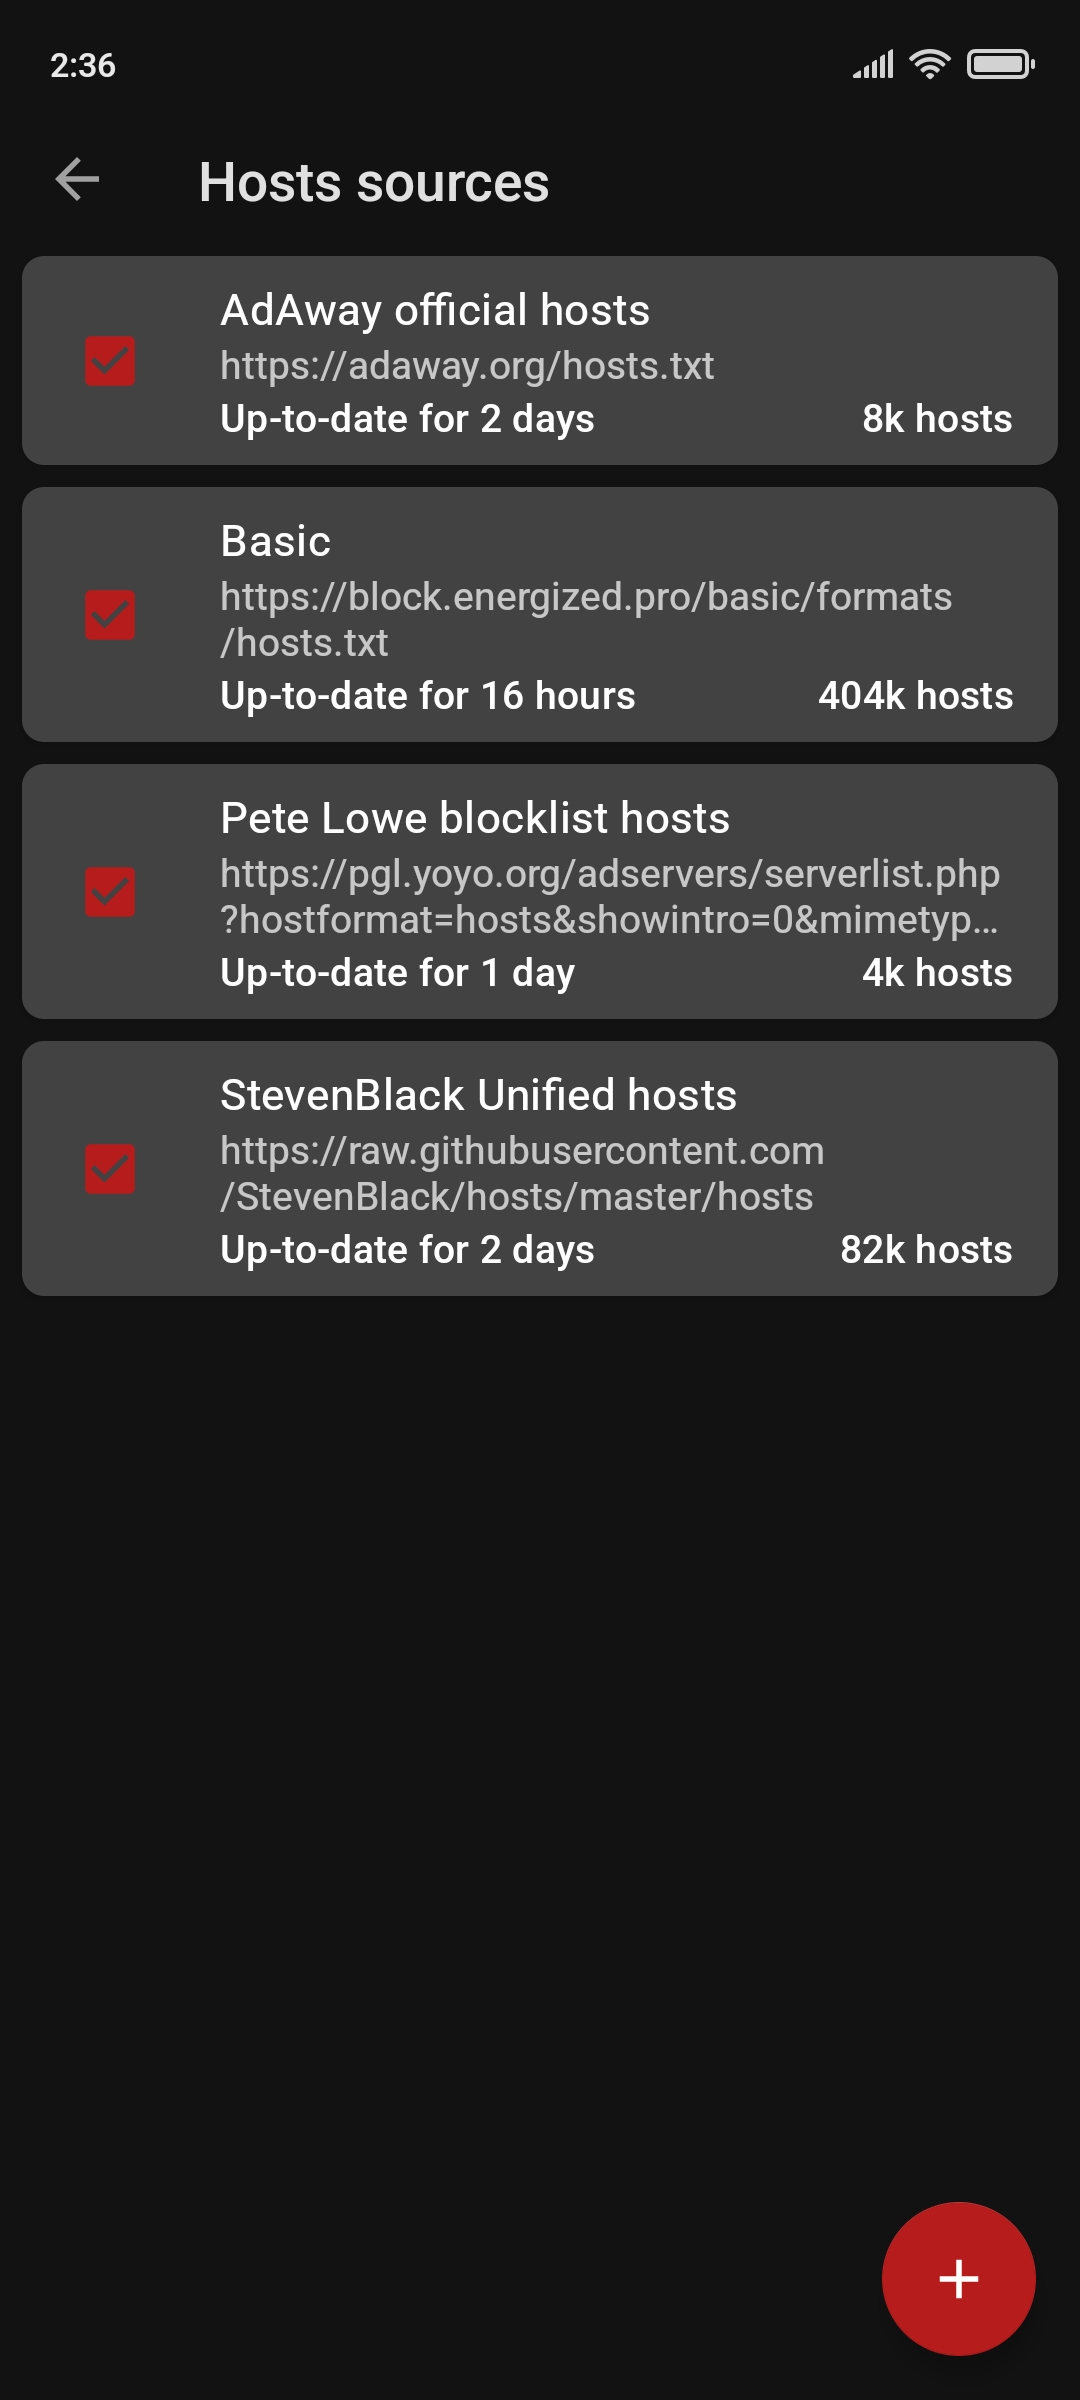 2:36
Hosts sources
AdAway official hosts
https://adaway.org/hosts.txt
Up-to-date for 2 days 8k hosts
Basic
https://block.energized.pro/basic/formats
/hosts.txt
Up-to-date for 16 hours 404k hosts
Pete Lowe blocklist hosts
https://pgl.yoyo.org/adservers/serverlist.php
?hostformat=hosts&showintro=0&mimetyp…
Up-to-date for 1 day 4k hosts
StevenBlack Unified hosts
https://raw.githubusercontent.com
/StevenBlack/hosts/master/hosts
Up-to-date for 2 days 82k hosts